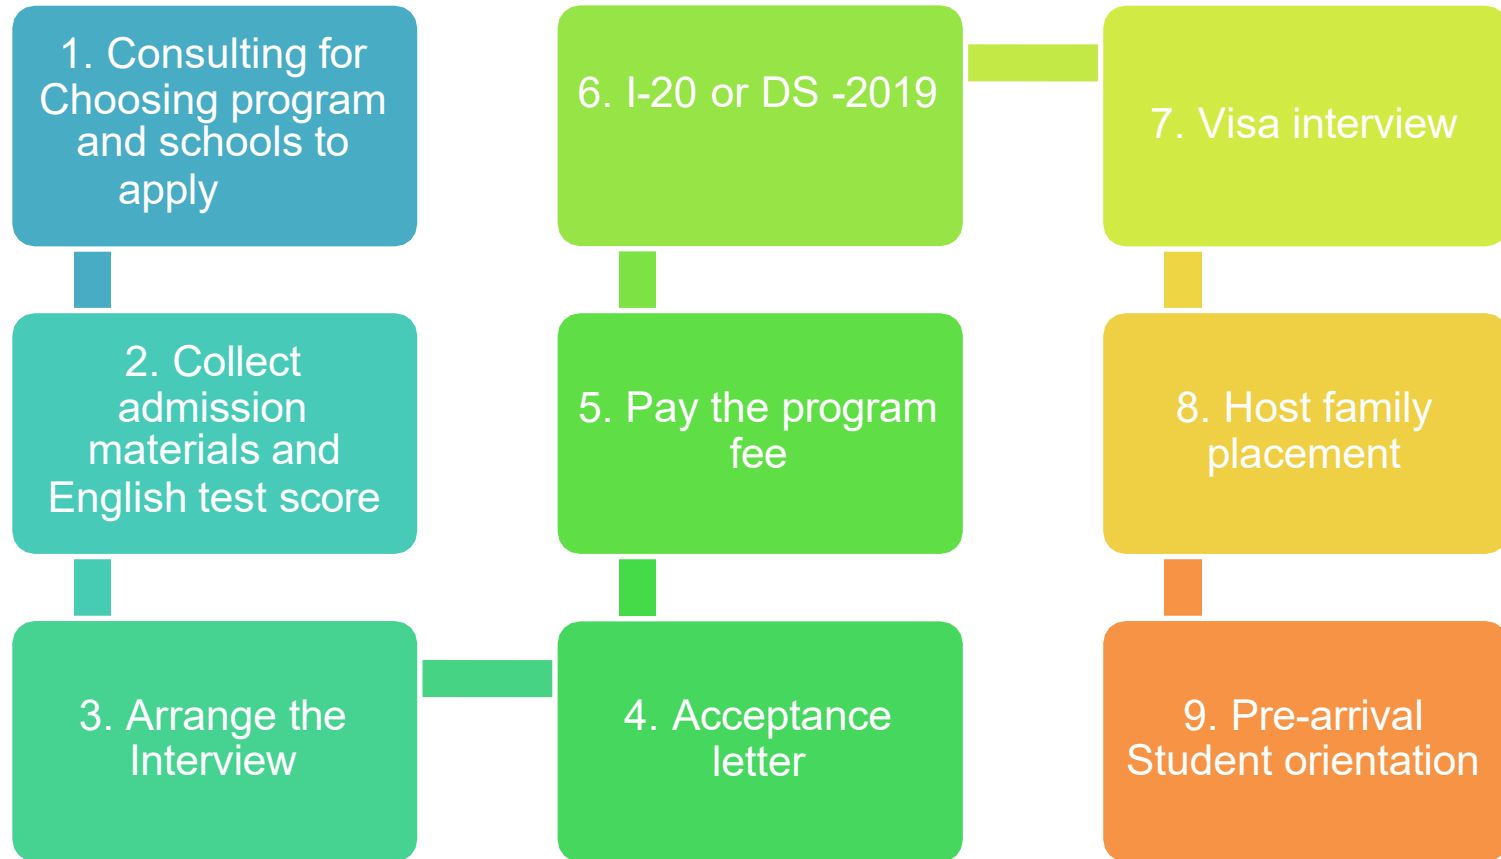 1. Consulting for
Choosing program
and schools to
apply
2. Collect
admission
materials and
English test score
3. Arrange the
Interview
4. Acceptance
letter
5. Pay the program
fee
6. I-20 or DS -2019
7. Visa interview
8. Host family
placement
9. Pre-arrival
Student orientation